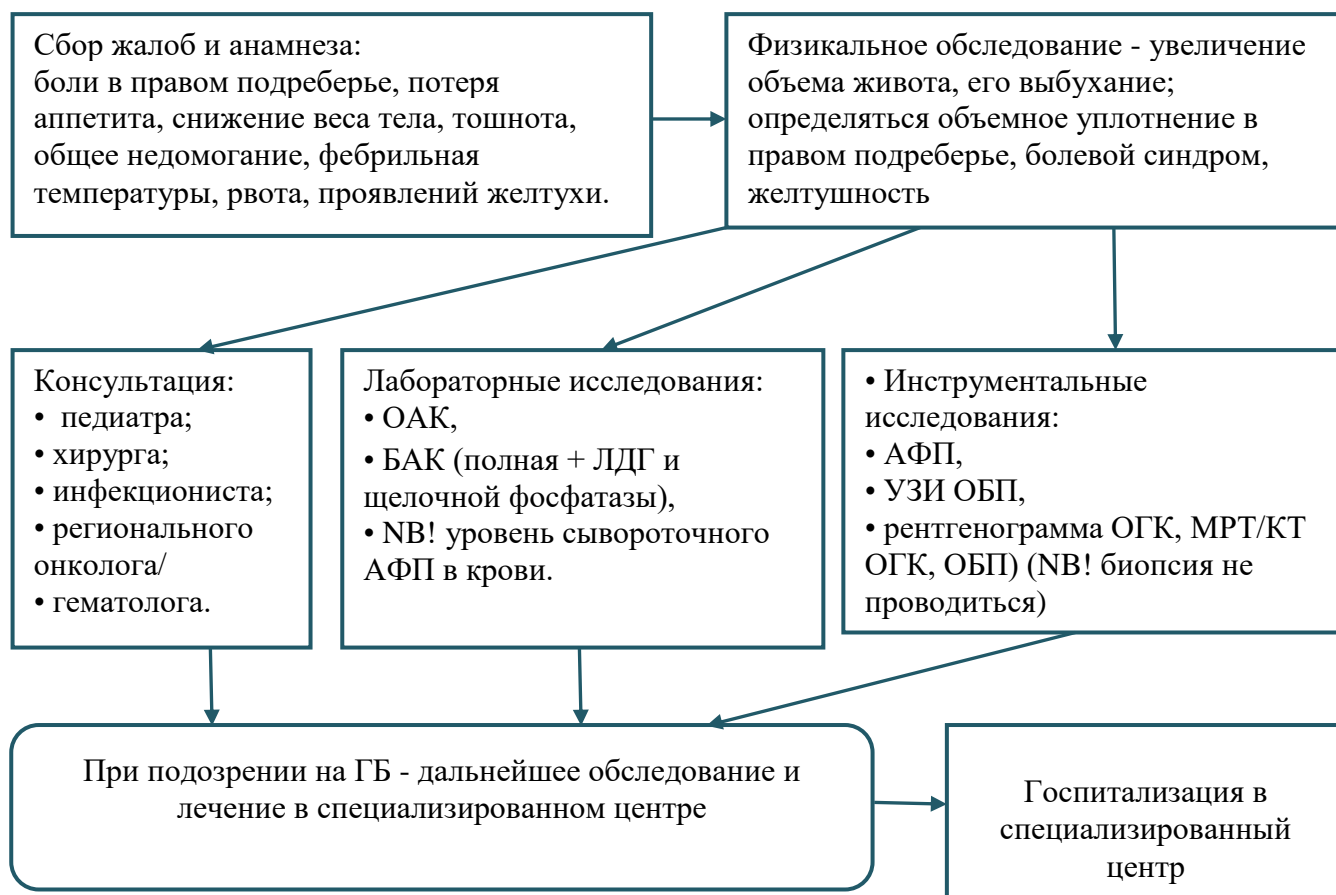 Сбор жалоб и анамнеза:
боли в правом подреберье, потеря
аппетита, снижение веса тела, тошнота,
общее недомогание, фебрильная
температуры, рвота, проявлений желтухи.
Физикальное обследование - увеличение
объема живота, его выбухание;
определяться объемное уплотнение в
правом подреберье, болевой синдром,
желтушность
Консультация:
• педиатра;
• хирурга;
• инфекциониста;
• регионального
онколога/
• гематолога.
Лабораторные исследования:
• ОАК,
• БАК (полная + ЛДГ и
щелочной фосфатазы),
• NB! уровень сывороточного
АФП в крови.
• Инструментальные
исследования:
• АФП,
• УЗИ ОБП,
• рентгенограмма ОГК, МРТ/КТ
ОГК, ОБП) (NB! биопсия не
проводиться)
При подозрении на ГБ - дальнейшее обследование и
лечение в специализированном центре
Госпитализация в
специализированный
центр